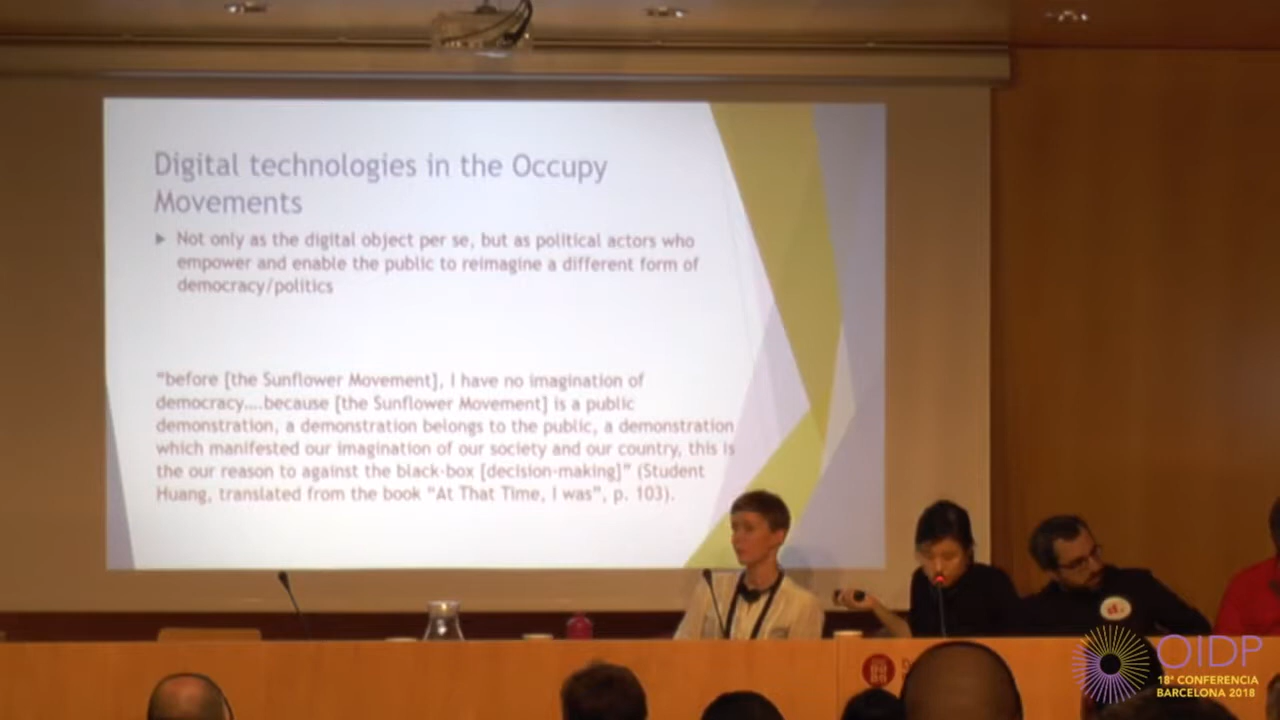 Digital technologies in the Occupy
Movements
Not only as the digital object per se, but as political actors who
empower and enable the public to reimagine a different form of
democracy/politics
“before [the Sunflower Movement], I have no imagination of
democracy....because [the Sunflower Movement] is a public
demonstration, a demonstration belongs to the public, a demonstration
which manifested our imagination of our society and our country, this is
the our reason to against the black-box [decision-making]” (Student
Huang, translated from the book “At That Time, I was”, p. 103).
OIDP
18ª CONFERENCIA
BARCELONA 2018